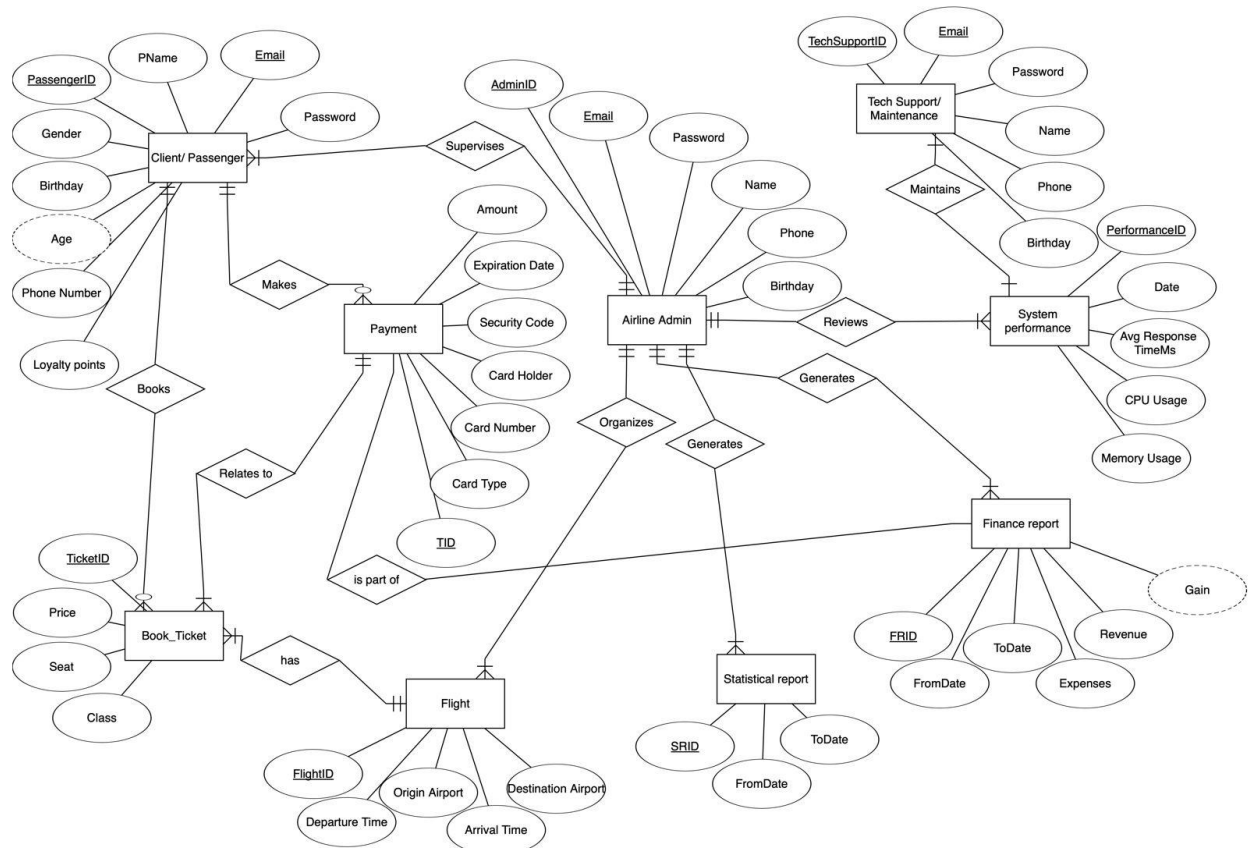 PName
Email
PassengerID
Password
Gender
Client/ Passenger
Birthday
Age
Phone Number
Loyalty points
Supervises
AdminID
Email
Password
Name
Phone
Birthday
Airline Admin
TechSupportID
Email
Password
Tech Support/
Maintenance
Name
Phone
Birthday
Maintains
PerformanceID
Date
System
performance
Avg Response
TimeMs
CPU Usage
Memory Usage
Reviews
Makes
Amount
Expiration Date
Payment
Security Code
Card Holder
Card Number
Card Type
TID
Books
Relates to
is part of
Organizes
Generates
Generates
Finance report
Gain
FRID
Revenue
ToDate
FromDate
Expenses
TicketID
Price
Book_Ticket
Seat
Class
has
Flight
FlightID
Origin Airport
Destination Airport
Departure Time
Arrival Time
Statistical report
SRID
ToDate
FromDate